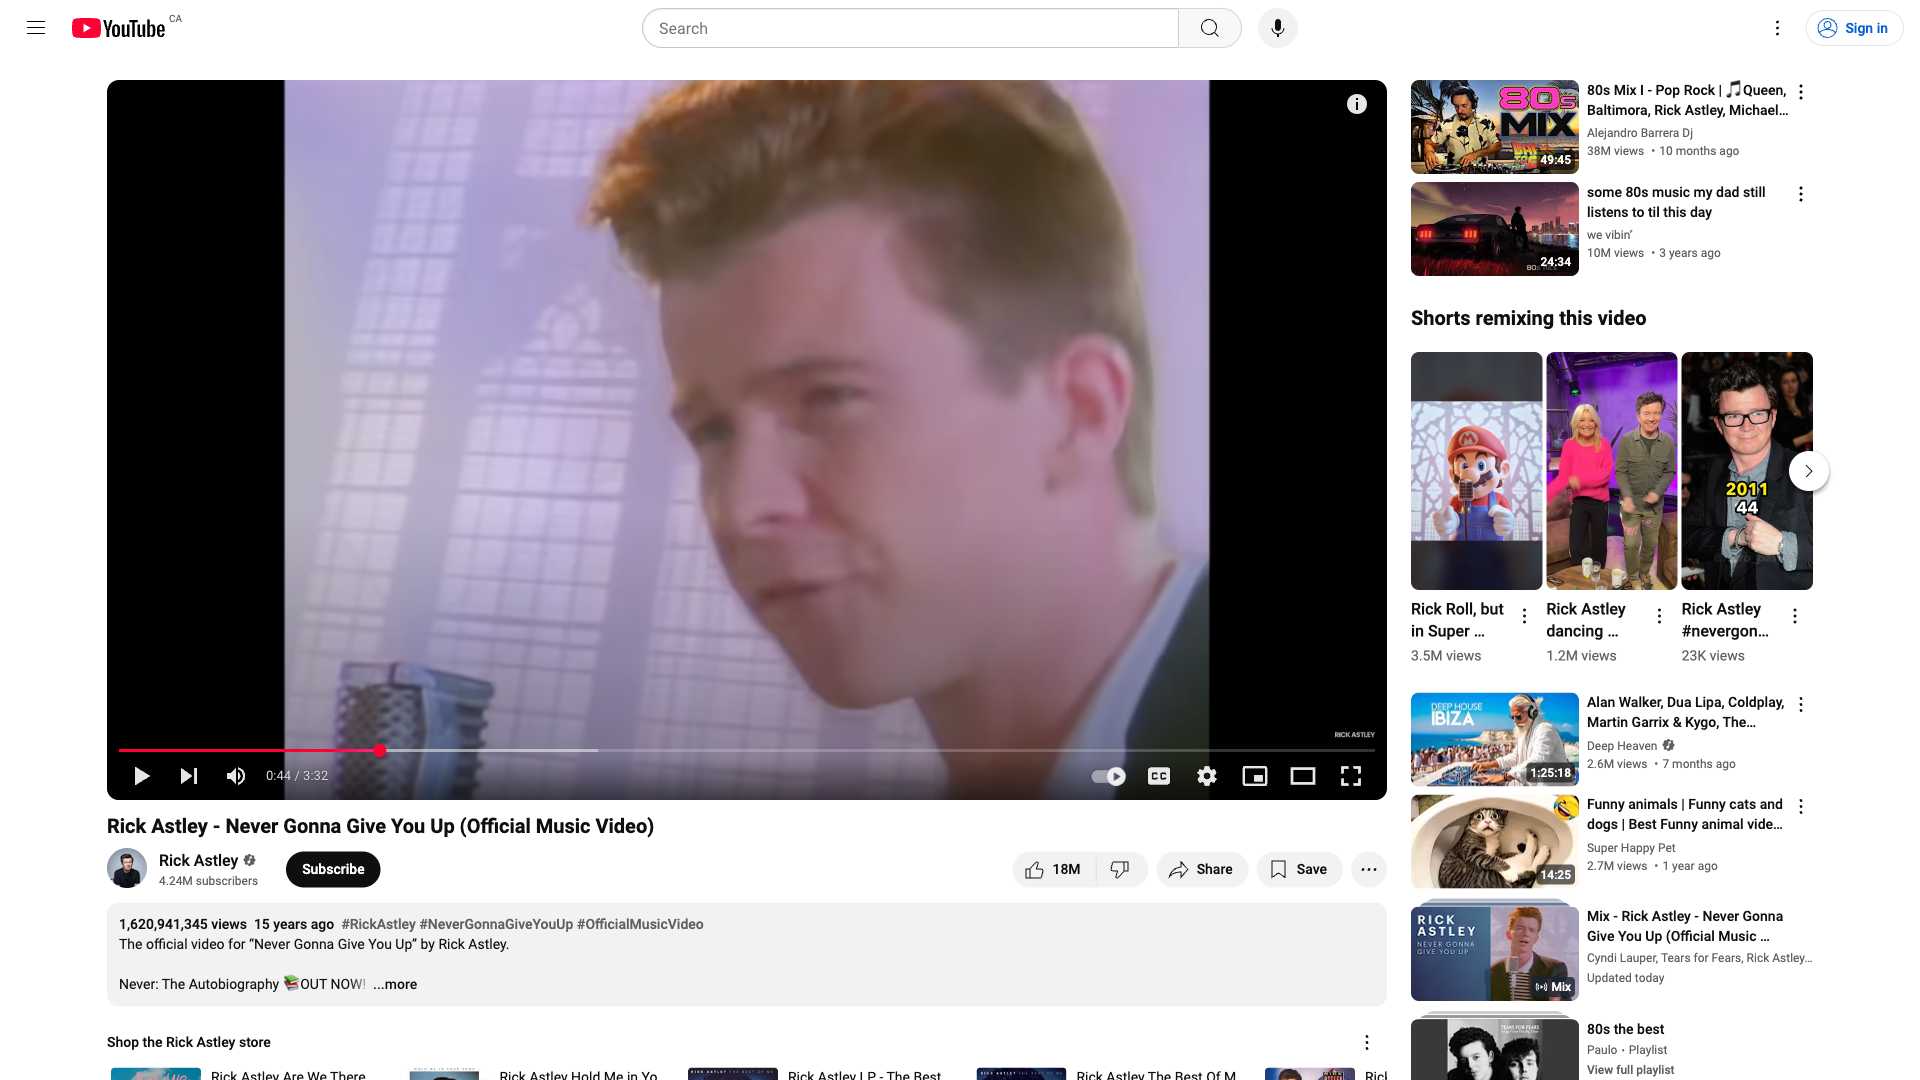 YouTube CA
Search
Sign in
RICK ASTLEY
0:44 / 3:32
CC
Rick Astley - Never Gonna Give You Up (Official Music Video)
Rick Astley
4.24M subscribers
Subscribe
18M
Share
Save
1,620,941,345 views 15 years ago #RickAstley #NeverGonnaGiveYouUp #OfficialMusicVideo
The official video for “Never Gonna Give You Up” by Rick Astley.
Never: The Autobiography 📚OUT NOW! ...more
Shop the Rick Astley store
Rick Astley Are We There
Rick Astley Hold Me in Yo
Rick Astley LP - The Best
Rick Astley The Best Of M
Rick
80s
MIX
49:45
80s Mix I - Pop Rock | 🎵Queen,
Baltimora, Rick Astley, Michael...
Alejandro Barrera Dj
38M views • 10 months ago
24:34
some 80s music my dad still
listens to til this day
we vibin’
10M views • 3 years ago
Shorts remixing this video
2011
44
Rick Roll, but
in Super ...
3.5M views
Rick Astley
dancing ...
1.2M views
Rick Astley
#nevergon...
23K views
DEEP HOUSE
IBIZA
1:25:18
Alan Walker, Dua Lipa, Coldplay,
Martin Garrix & Kygo, The...
Deep Heaven
2.6M views • 7 months ago
14:25
Funny animals | Funny cats and
dogs | Best Funny animal vide...
Super Happy Pet
2.7M views • 1 year ago
RICK
ASTLEY
NEVER GONNA
GIVE YOU UP
Mix
Mix - Rick Astley - Never Gonna
Give You Up (Official Music ...
Cyndi Lauper, Tears for Fears, Rick Astley...
Updated today
TEARS FOR FEARS
80s the best
Paulo • Playlist
View full playlist